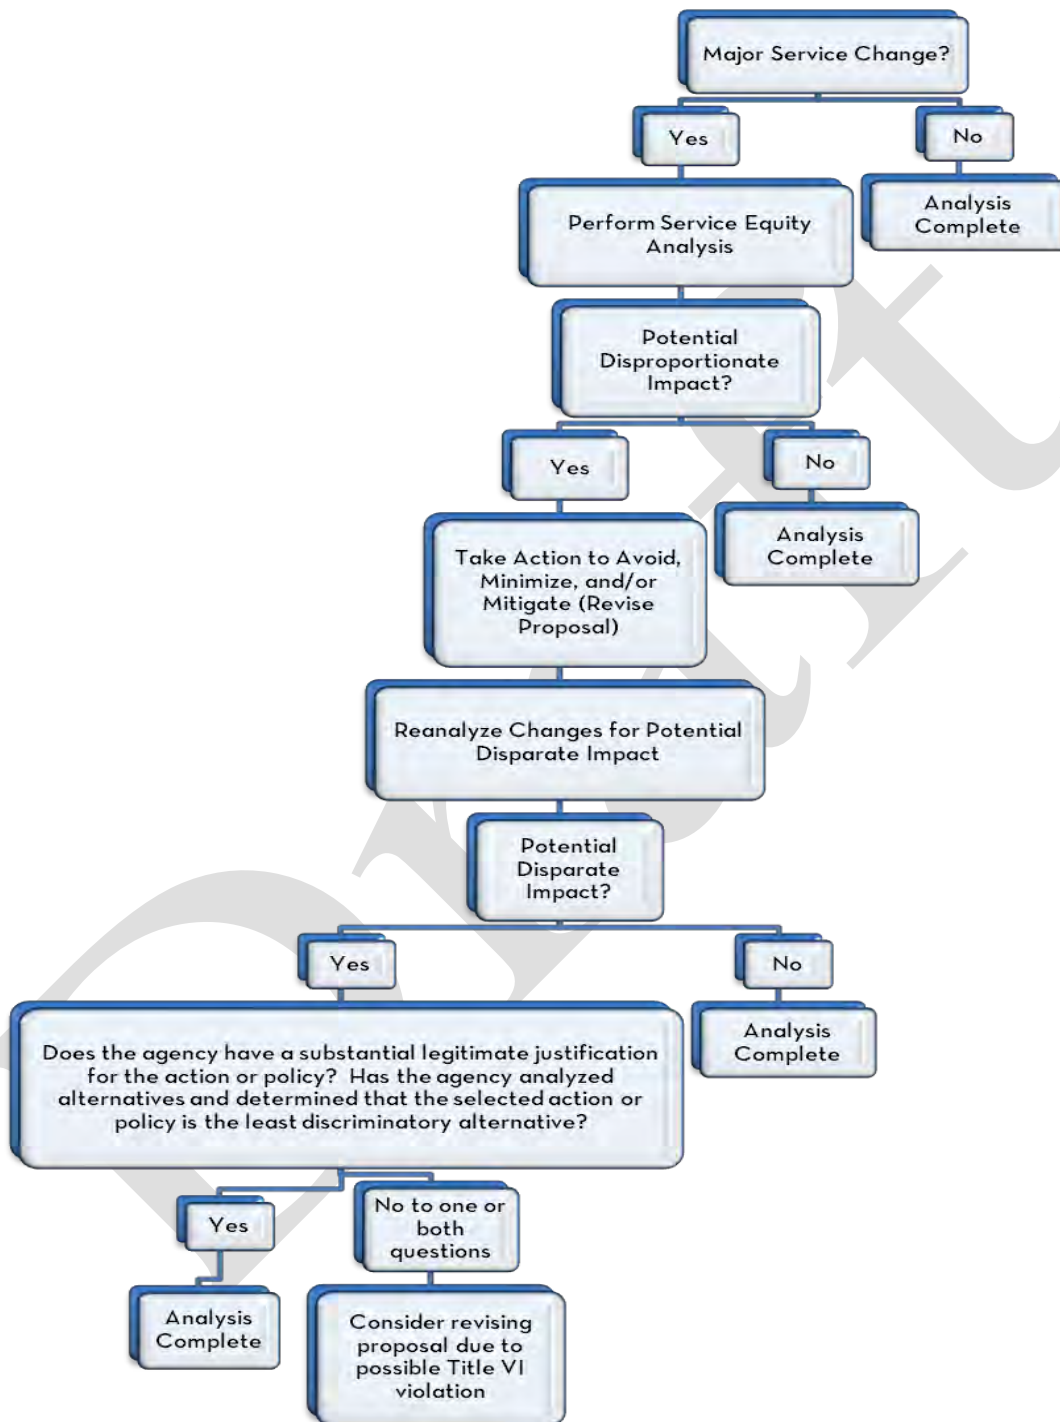 Major Service Change?
Yes
No
Perform Service Equity
Analysis
Analysis
Complete
Potential
Disproportionate
Impact?
Yes
No
Take Action to Avoid,
Minimize, and/or
Mitigate (Revise
Proposal)
Analysis
Complete
Reanalyze Changes for Potential
Disparate Impact
Potential
Disparate
Impact?
Yes
No
Does the agency have a substantial legitimate justification
for the action or policy? Has the agency analyzed
alternatives and determined that the selected action or
policy is the least discriminatory alternative?
Analysis
Complete
Yes
No to one or
both
questions
Analysis
Complete
Consider revising
proposal due to
possible Title VI
violation
Draft